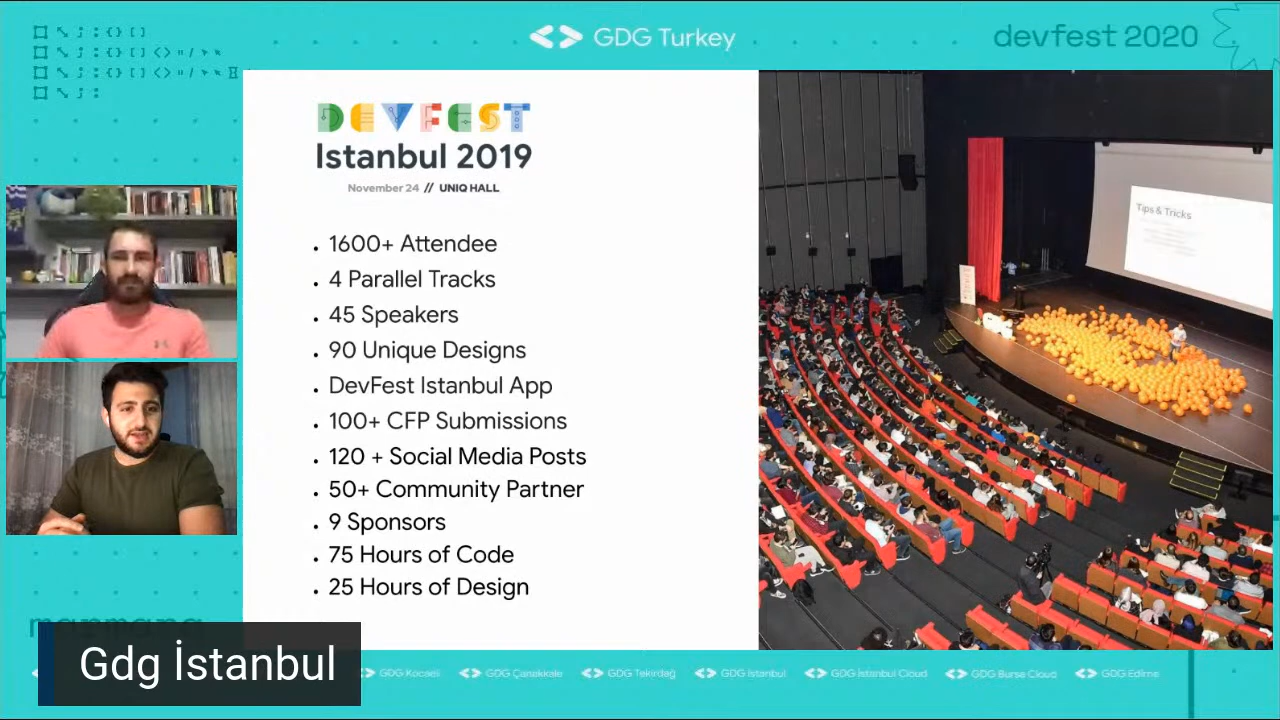 GDG Turkey
devfest 2020
DEVFEST
Istanbul 2019
November 24 // UNIQ HALL
. 1600+ Attendee
. 4 Parallel Tracks
. 45 Speakers
. 90 Unique Designs
. DevFest Istanbul App
. 100+ CFP Submissions
. 120 + Social Media Posts
. 50+ Community Partner
. 9 Sponsors
. 75 Hours of Code
. 25 Hours of Design
Tips & Tricks
marmara
Gdg İstanbul
GDG Kocaeli GDG Çanakkale GDG Tekirdağ GDG İstanbul GDG İstanbul Cloud GDG Bursa Cloud GDG Edirne